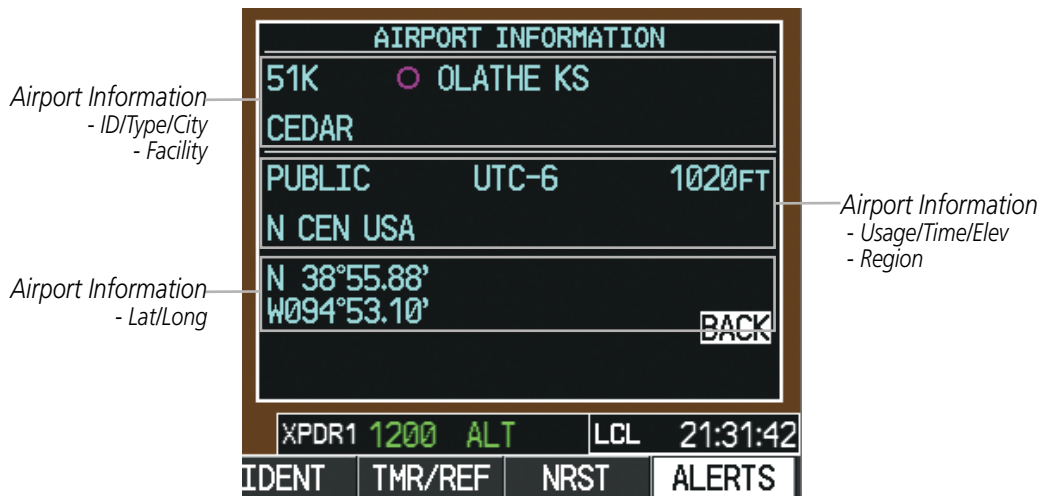 AIRPORT INFORMATION
51K OLATHE KS
CEDAR
PUBLIC UTC-6 1020FT
N CEN USA
N 38°55.88'
W094°53.10'
BACK
XPDR1 1200 ALT LCL 21:31:42
IDENT TMR/REF NRST ALERTS
Airport Information
- ID/Type/City
- Facility
Airport Information
- Lat/Long
Airport Information
- Usage/Time/Elev
- Region